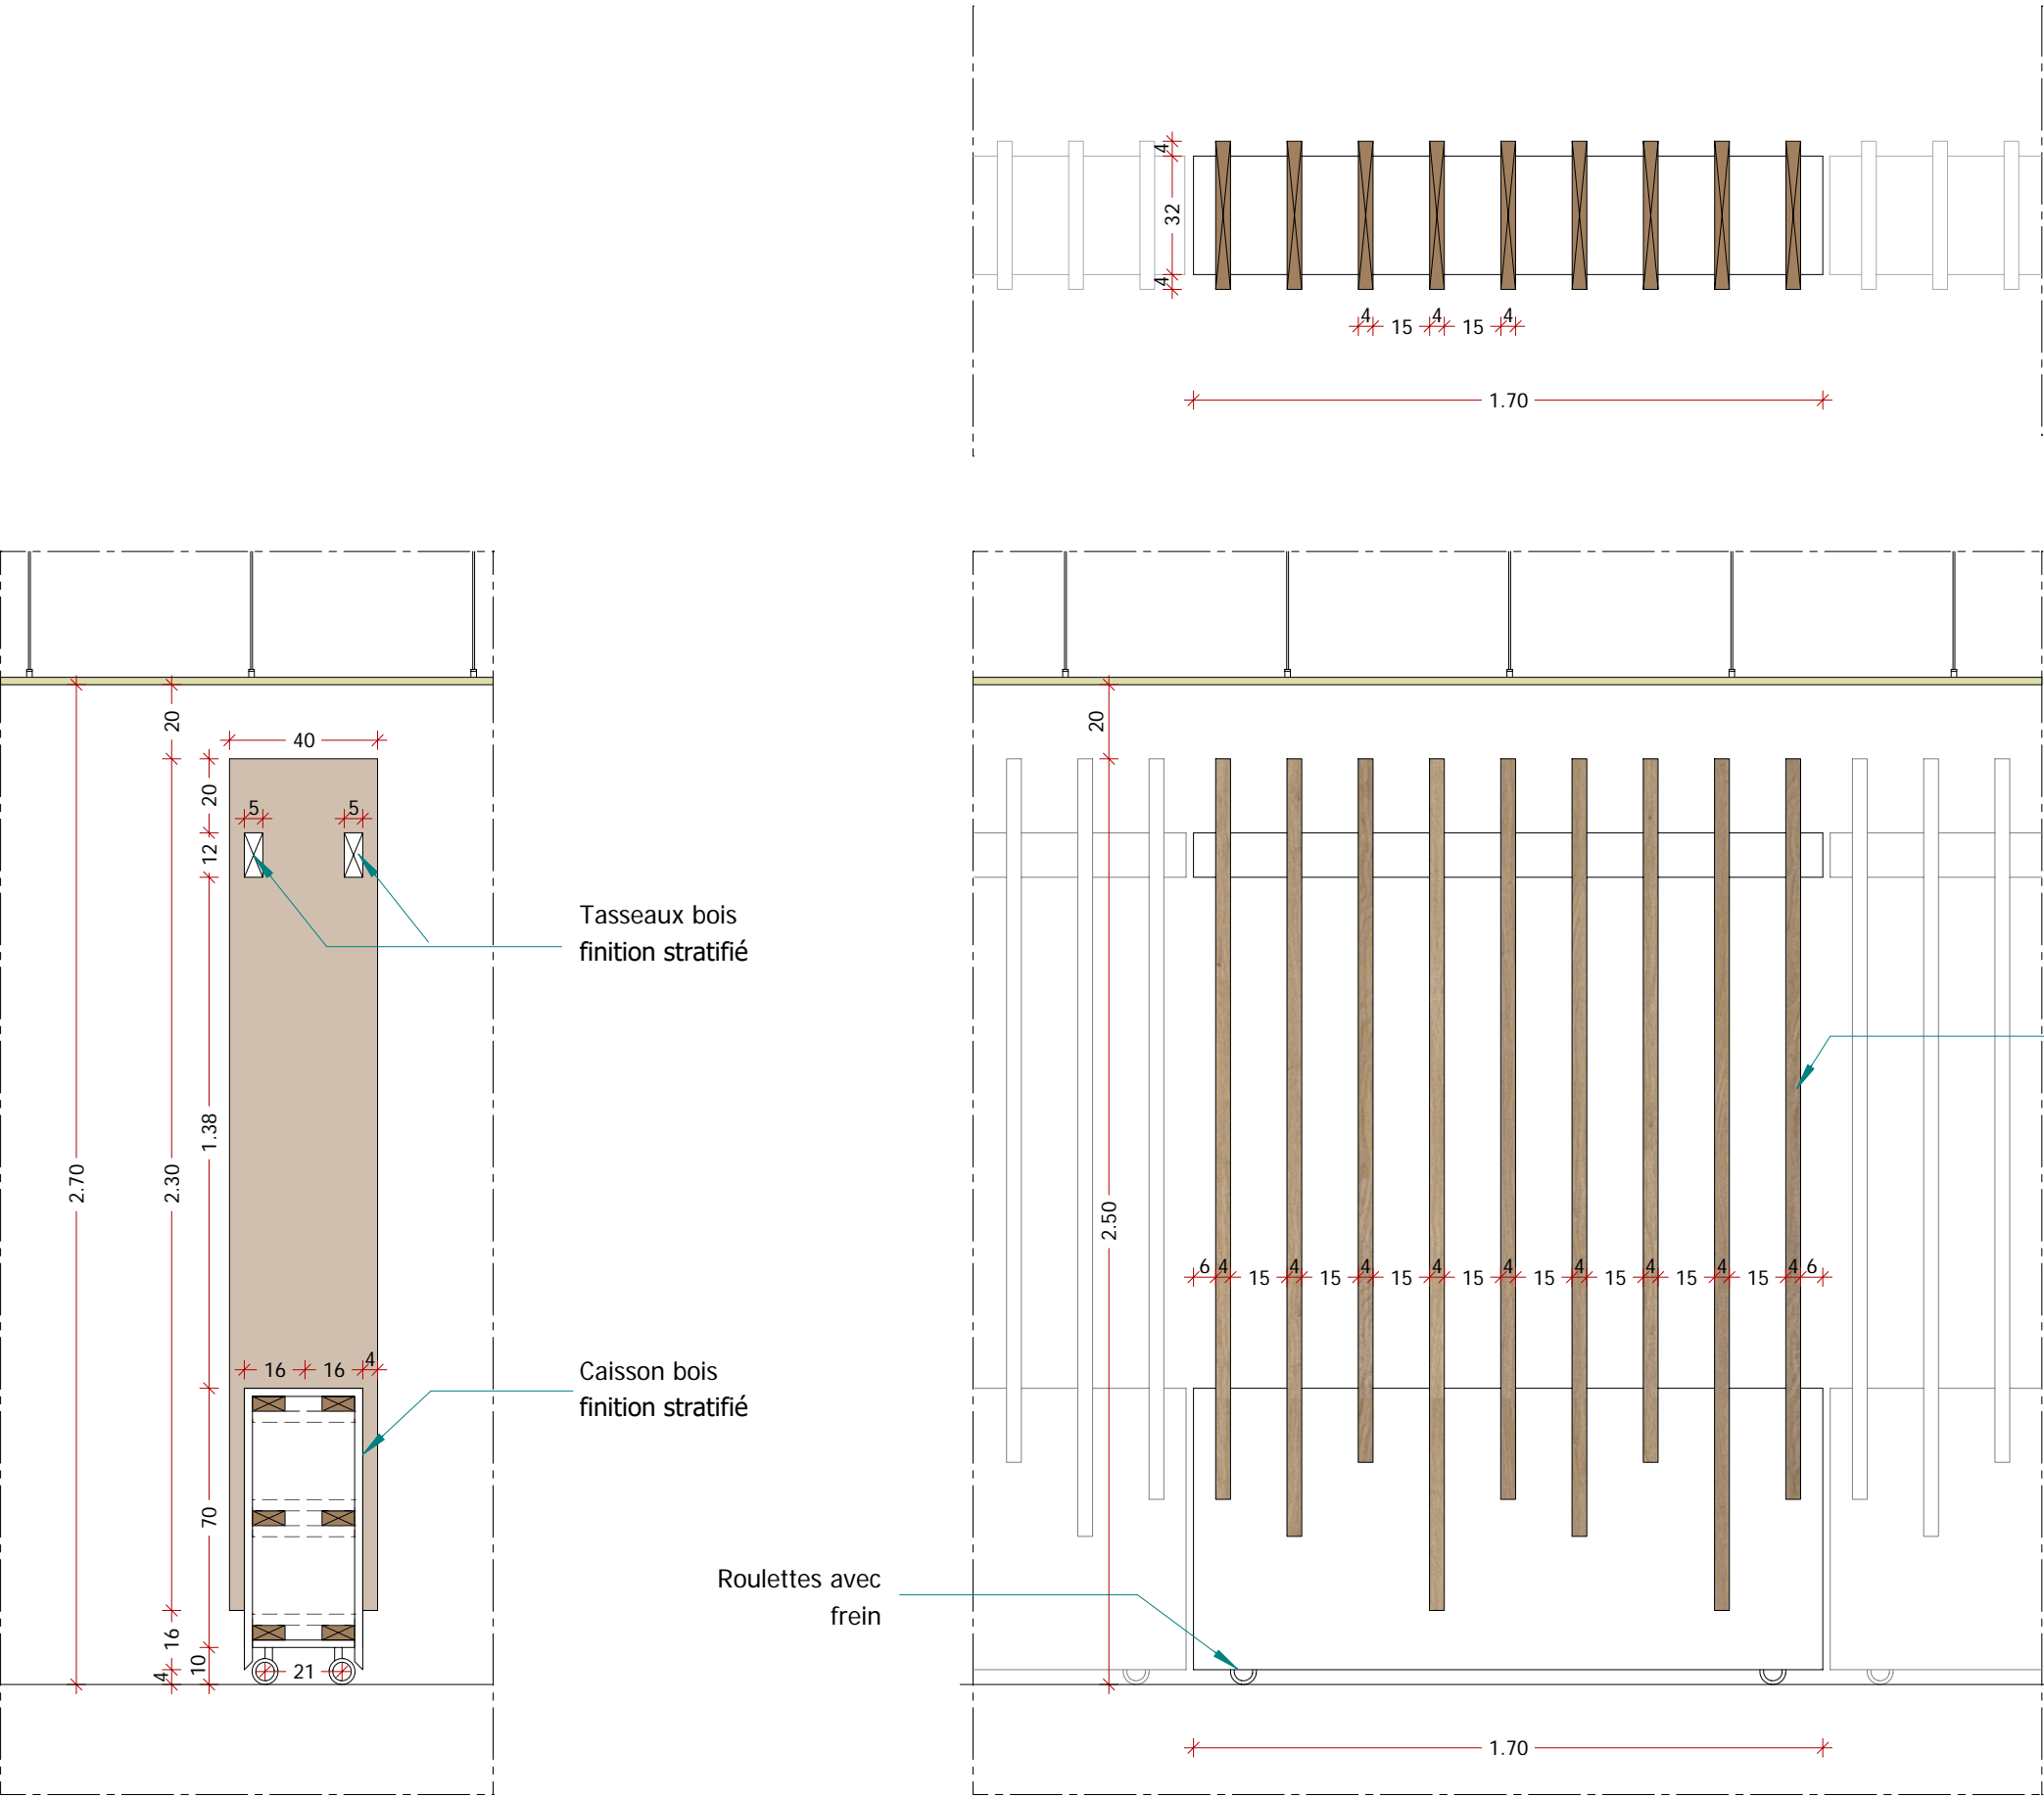 4
32
4
4 15 4 15 4
1.70
20
40
20
5 5
12
2.70
2.30
1.38
Tasseaux bois
finition stratifié
16 16 4
Caisson bois
finition stratifié
70
16
4
10
21
20
2.50
6 4 15 4 15 4 15 4 15 4 15 4 15 4 15 4 15 4 6
Roulettes avec
frein
1.70